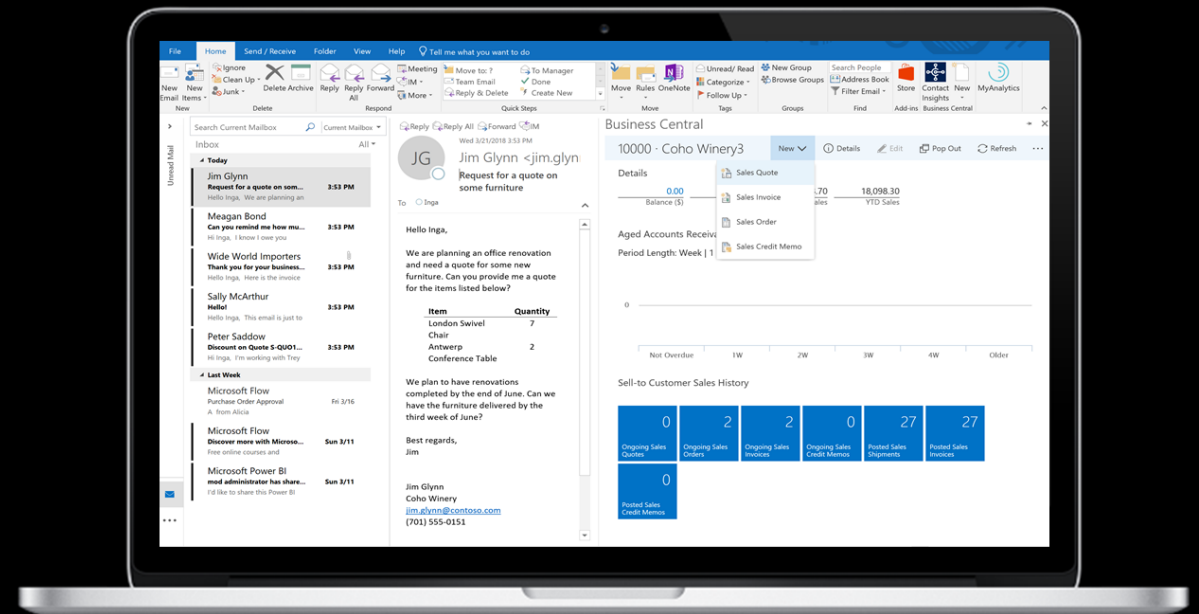 File Home Send / Receive Folder View Help Tell me what you want to do
New Email
New Items
New
Ignore
Clean Up
Junk
Delete Archive
Delete
Reply Reply All Forward
Meeting
IM
More
Respond
Move to: ?
Team Email
Reply & Delete
To Manager
Done
Create New
Quick Steps
Move Rules OneNote
Move
Unread/ Read
Categorize
Follow Up
Tags
New Group
Browse Groups
Groups
Search People
Address Book
Filter Email
Find
Store
Add-ins
Contact Insights
New
Business Central
MyAnalytics
Unread Mail
Search Current Mailbox Current Mailbox
Inbox All
Today
Jim Glynn
Request for a quote on som... 3:53 PM
Hello Inga, We are planning an
Meagan Bond
Can you remind me how mu... 3:53 PM
Hi Inga, I know I owe you
Wide World Importers
Thank you for your business... 3:53 PM
Hello Inga, Here is the invoice
Sally McArthur
Hello! 3:53 PM
Hello Inga, This email is just to
Peter Saddow
Discount on Quote S-QUO1... 3:53 PM
Hi Inga, I'm working with Trey
Last Week
Microsoft Flow
Purchase Order Approval Fri 3/16
A from Alicia
Microsoft Flow
Discover more with Microso... Sun 3/11
Free online courses and
Microsoft Power BI
mod administrator has share... Sun 3/11
I'd like to share this Power BI
Reply Reply All Forward IM
Wed 3/21/2018 3:53 PM
JG
Jim Glynn <jim.glyn
Request for a quote on
some furniture
To Inga
Hello Inga,
We are planning an office renovation
and need a quote for some new
furniture. Can you provide me a quote
for the items listed below?
Item Quantity
London Swivel 7
Chair
Antwerp 2
Conference Table
We plan to have renovations
completed by the end of June. Can we
have the furniture delivered by the
third week of June?
Best regards,
Jim
Jim Glynn
Coho Winery
jim.glynn@contoso.com
(701) 555-0151
Business Central
10000 · Coho Winery3 New Details Edit Pop Out Refresh
Sales Quote
Sales Invoice
Sales Order
Sales Credit Memo
Details
0.00 .70 18,098.30
Balance ($) ales YTD Sales
Aged Accounts Receiva
Period Length: Week | 1
0
Not Overdue 1W 2W 3W 4W Older
Sell-to Customer Sales History
0 2 2 0 27 27
Ongoing Sales Quotes
Ongoing Sales Orders
Ongoing Sales Invoices
Ongoing Sales Credit Memos
Posted Sales Shipments
Posted Sales Invoices
0
Posted Sales
Credit Memos